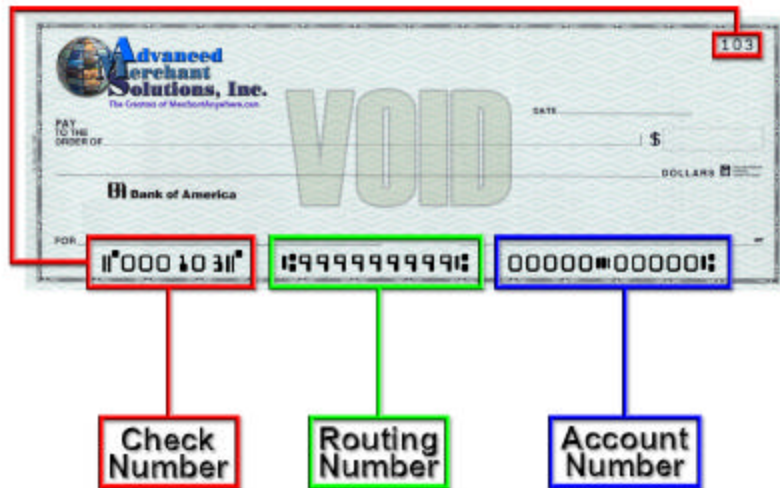 103
Advanced
Merchant
Solutions, Inc.
The Creators of MerchantAnywhere.com
VOID
DATE
PAY
TO THE
ORDER OF
$
DOLLARS
Bank of America
FOR
⑈000103⑈ ⑆999999999⑆ 00000⑉00000⑆
Check
Number
Routing
Number
Account
Number